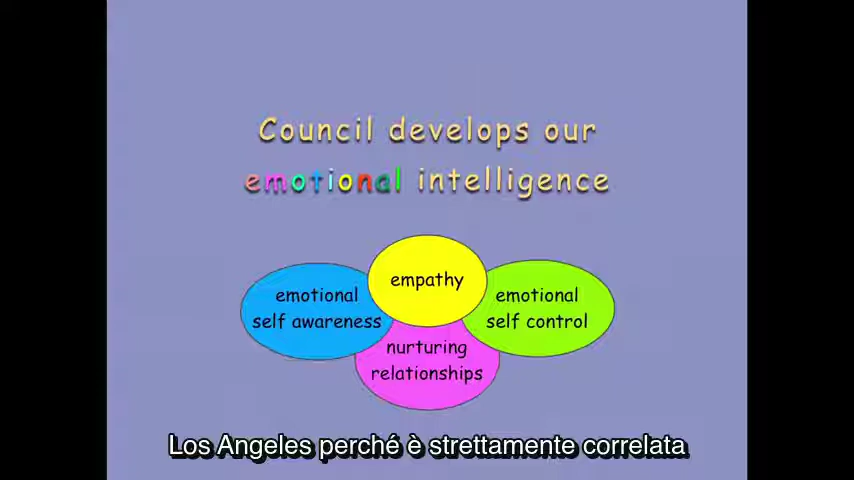 Council develops our
emotional intelligence
empathy
emotional
self awareness
emotional
self control
nurturing
relationships
Los Angeles perché è strettamente correlata